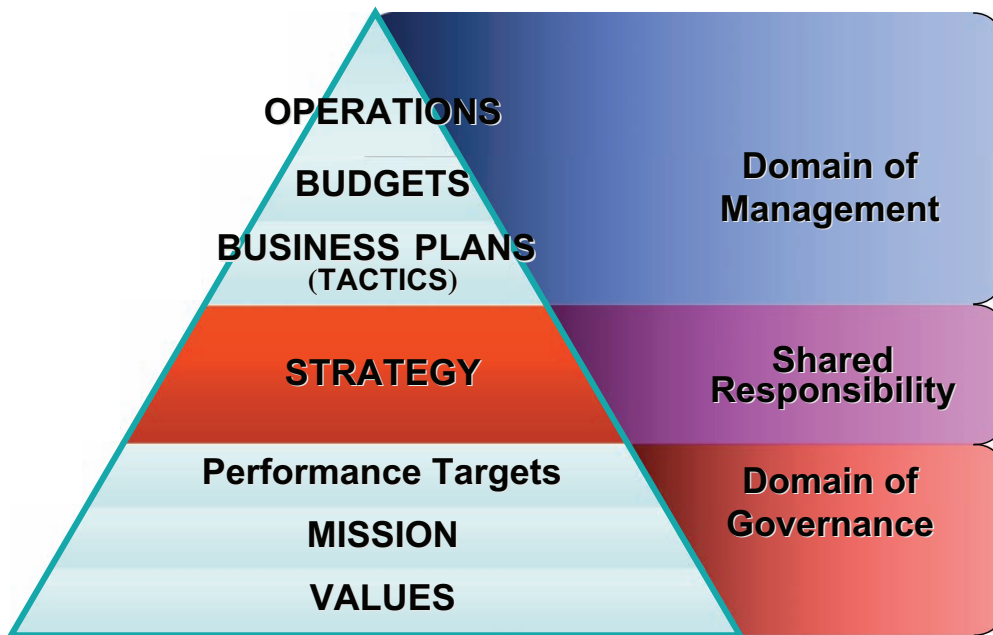 OPERATIONS
BUDGETS
BUSINESS PLANS
(TACTICS)
STRATEGY
Performance Targets
MISSION
VALUES
Domain of
Management
Shared
Responsibility
Domain of
Governance